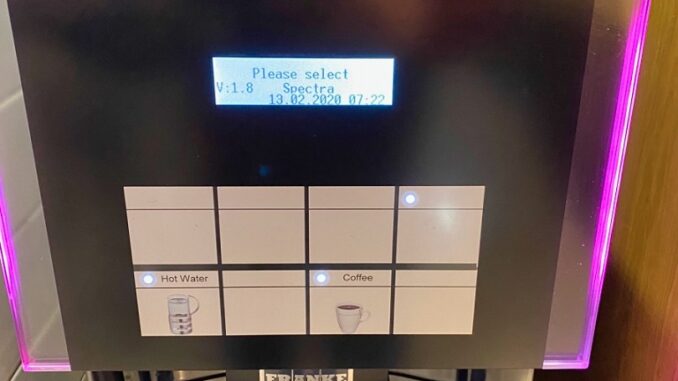 Please select
V:1.8 Spectra
13.02.2020 07:22
Hot Water
Coffee
FRANKE